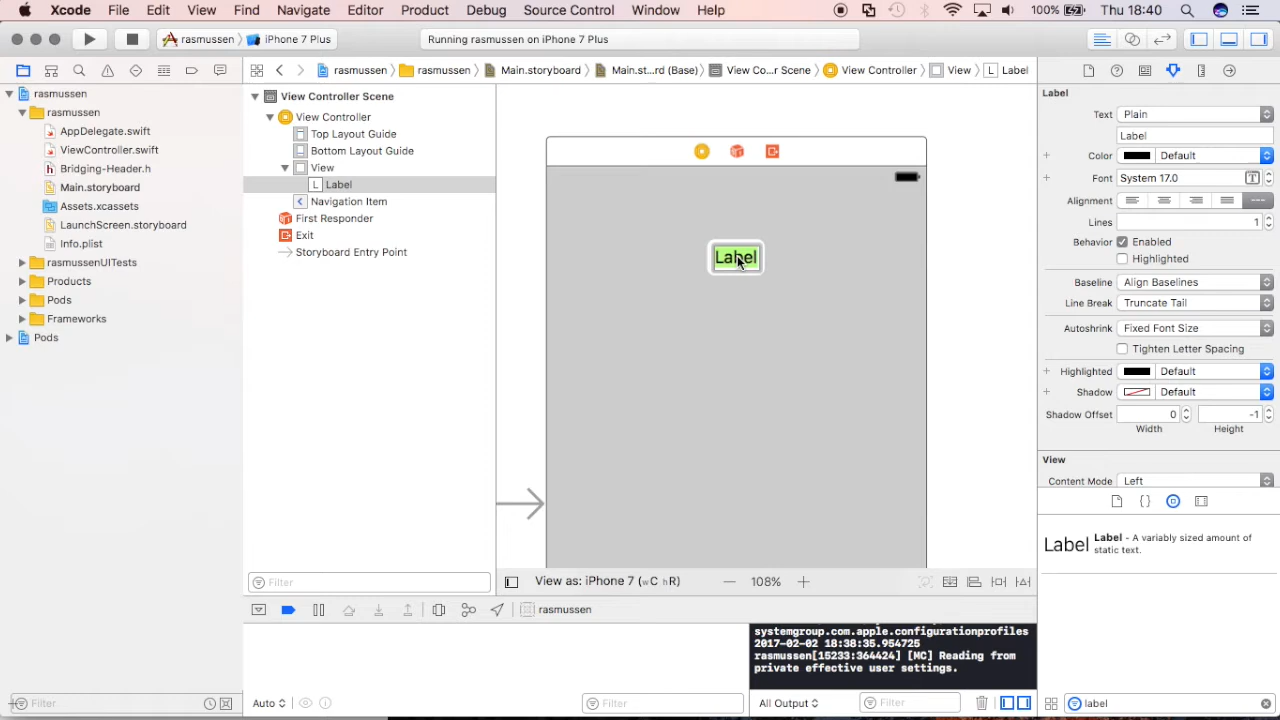 Xcode File Edit View Find Navigate Editor Product Debug Source Control Window Help 100% Thu 18:40
rasmussen iPhone 7 Plus Running rasmussen on iPhone 7 Plus
rasmussen rasmussen Main.storyboard Main.st...rd (Base) View Co...r Scene View Controller View L Label
rasmussen
rasmussen
AppDelegate.swift
ViewController.swift
Bridging-Header.h
Main.storyboard
Assets.xcassets
LaunchScreen.storyboard
Info.plist
rasmussenUITests
Products
Pods
Frameworks
Pods
Filter
View Controller Scene
View Controller
Top Layout Guide
Bottom Layout Guide
View
L Label
Navigation Item
First Responder
Exit
Storyboard Entry Point
Filter
Label
View as: iPhone 7 (wC hR) 108%
rasmussen
Auto
Filter
systemgroup.com.apple.configurationprofiles
2017-02-02 18:38:35.954725
rasmussen[15233:364424] [MC] Reading from
private effective user settings.
All Output
Filter
Label
Text Plain
Label
Color Default
Font System 17.0 T
Alignment
Lines 1
Behavior Enabled
Highlighted
Baseline Align Baselines
Line Break Truncate Tail
Autoshrink Fixed Font Size
Tighten Letter Spacing
Highlighted Default
Shadow Default
Shadow Offset 0 -1
Width Height
View
Content Mode Left
Label Label - A variably sized amount of
static text.
label